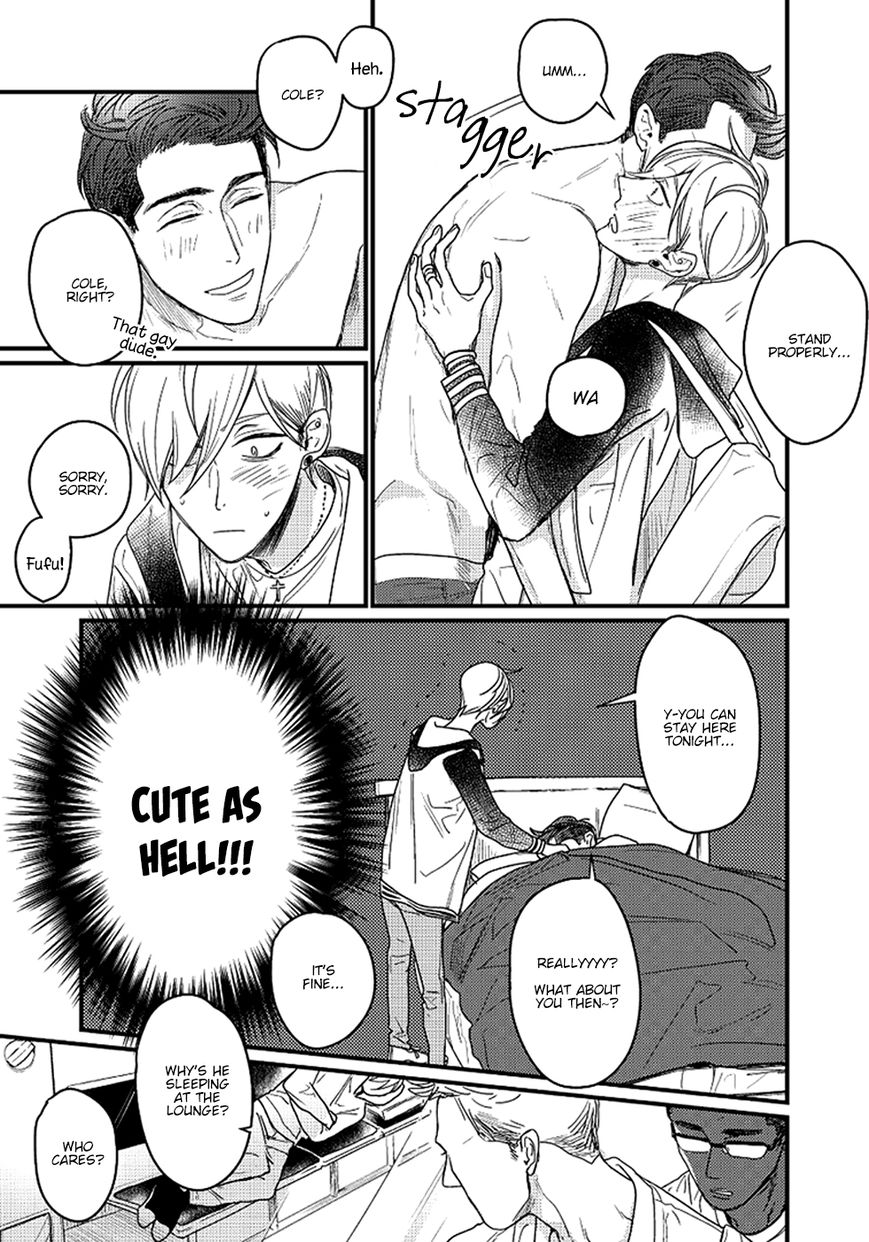 UMM...
stagger
STAND
PROPERLY...
WA
Heh.
COLE?
COLE,
RIGHT?
That gay
dude.
SORRY,
SORRY.
Fufu!
Y-YOU CAN
STAY HERE
TONIGHT...
REALLYYYY?
WHAT ABOUT
YOU THEN~?
IT'S
FINE...
CUTE AS
HELL!!!
WHY'S HE
SLEEPING
AT THE
LOUNGE?
WHO
CARES?